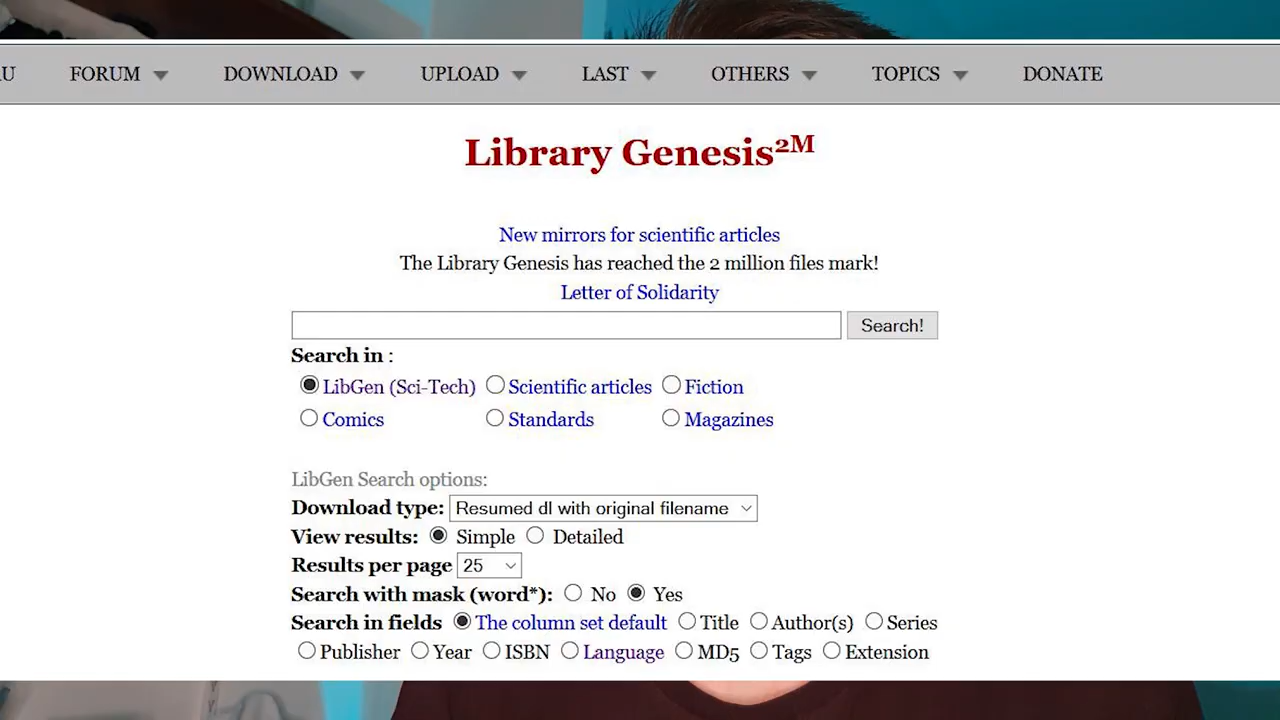 FORUM DOWNLOAD UPLOAD LAST OTHERS TOPICS DONATE
Library Genesis2M
New mirrors for scientific articles
The Library Genesis has reached the 2 million files mark!
Letter of Solidarity
Search!
Search in :
LibGen (Sci-Tech) Scientific articles Fiction
Comics Standards Magazines
LibGen Search options:
Download type: Resumed dl with original filename
View results: Simple Detailed
Results per page 25
Search with mask (word*): No Yes
Search in fields The column set default Title Author(s) Series
Publisher Year ISBN Language MD5 Tags Extension